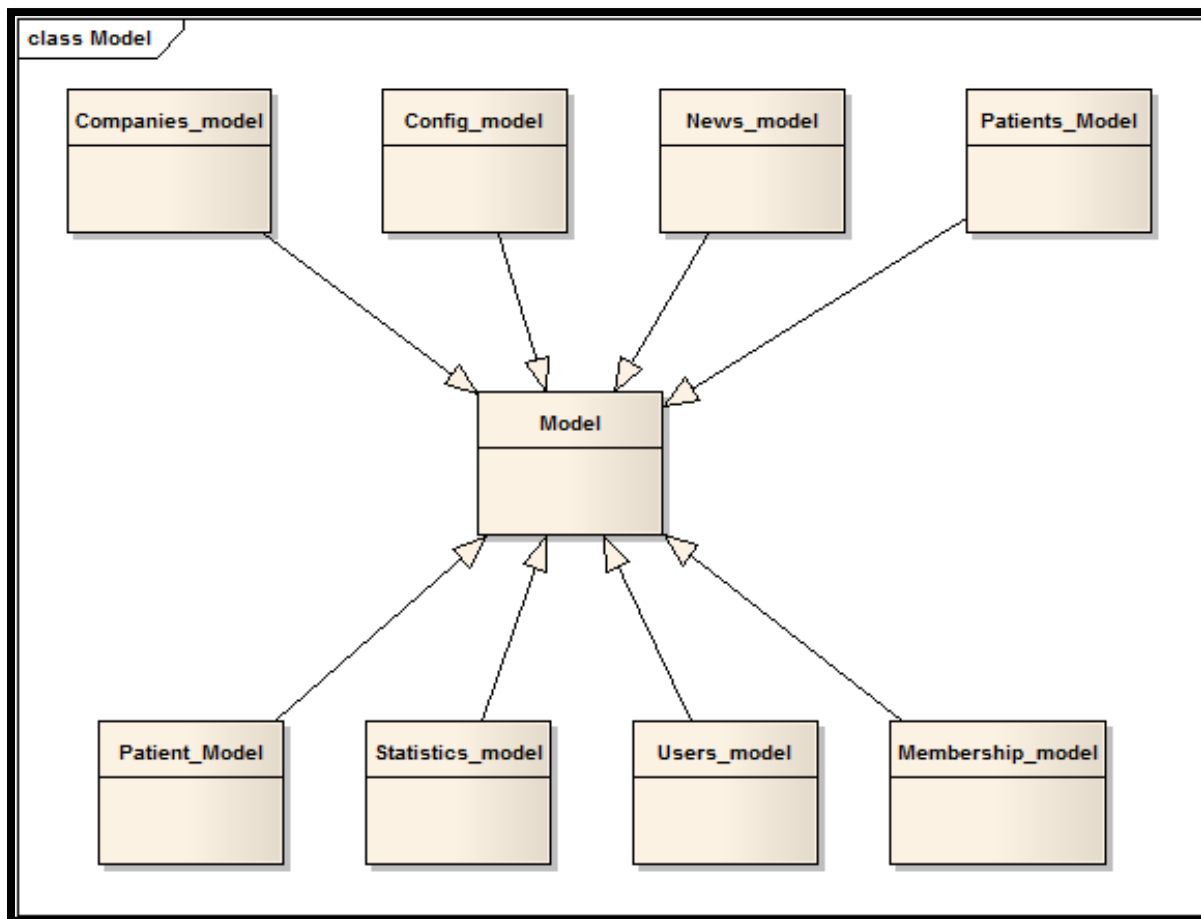 class Model
Companies_model
Config_model
News_model
Patients_Model
Model
Patient_Model
Statistics_model
Users_model
Membership_model